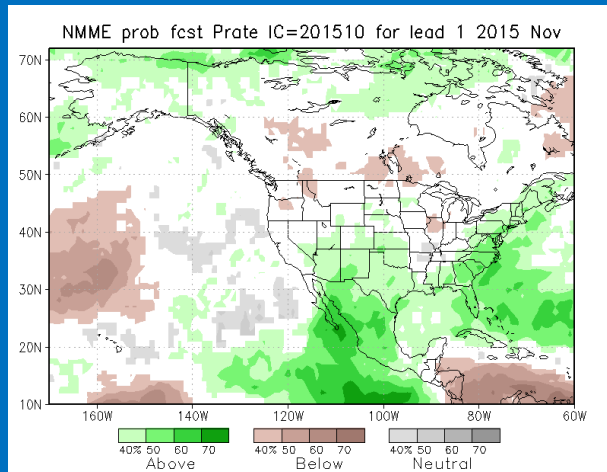 NMME prob fcst Prate IC=201510 for lead 1 2015 Nov
70N
60N
50N
40N
30N
20N
10N
160W 140W 120W 100W 80W 60W
40% 50 60 70 40% 50 60 70 40% 50 60 70
Above Below Neutral